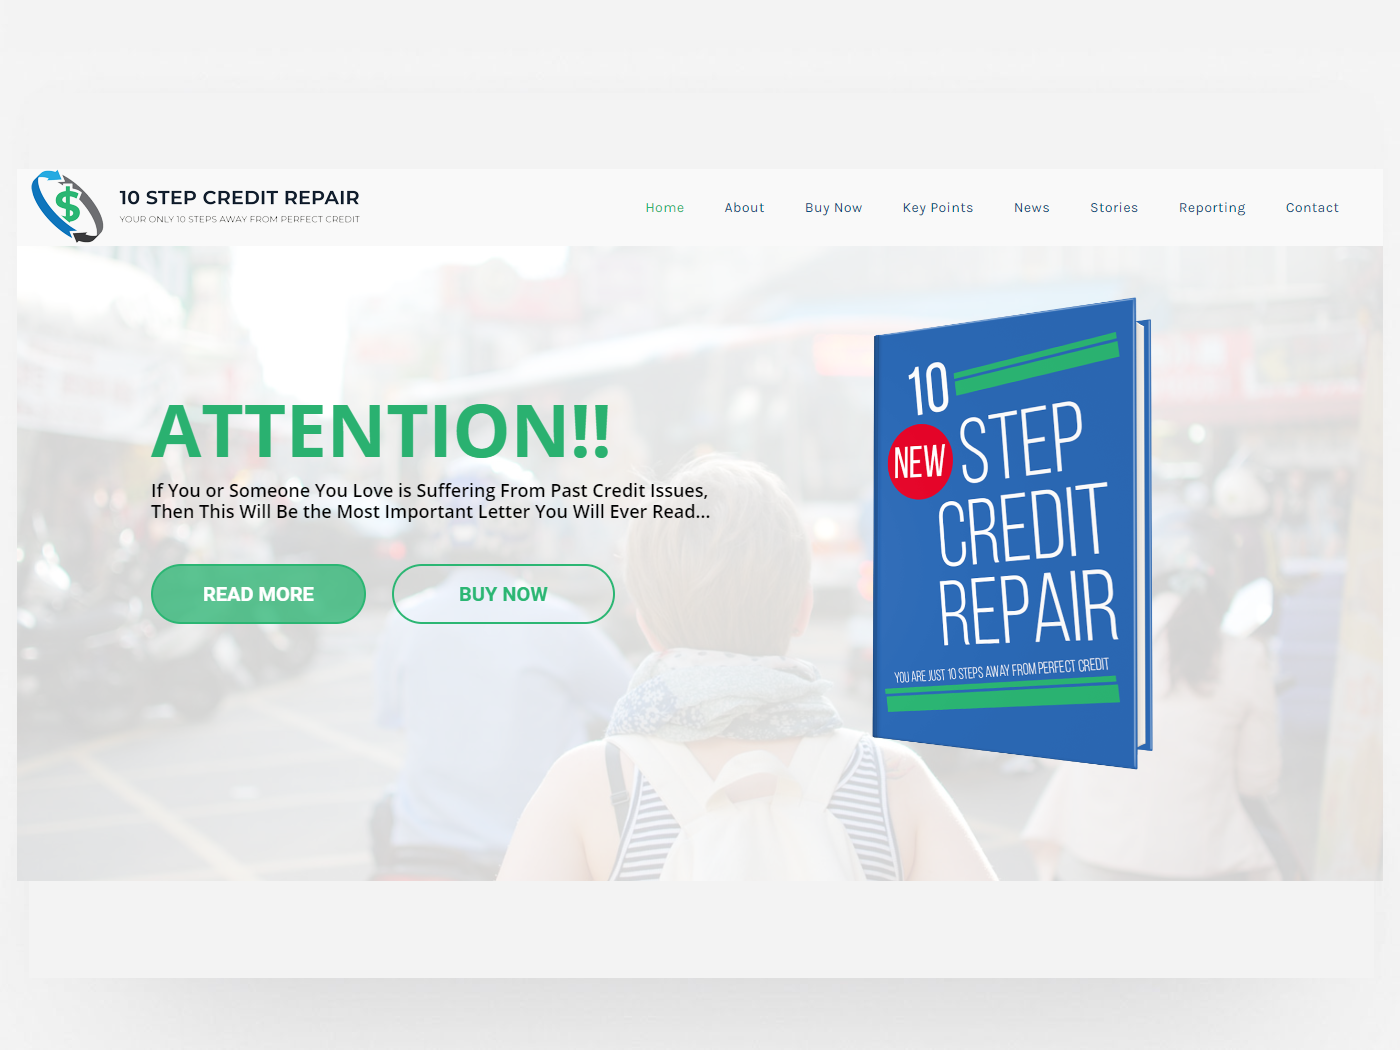 10 STEP CREDIT REPAIR
YOUR ONLY 10 STEPS AWAY FROM PERFECT CREDIT
Home About Buy Now Key Points News Stories Reporting Contact
ATTENTION!!
If You or Someone You Love is Suffering From Past Credit Issues,
Then This Will Be the Most Important Letter You Will Ever Read...
READ MORE BUY NOW
10
NEW STEP
CREDIT
REPAIR
YOU ARE JUST 10 STEPS AWAY FROM PERFECT CREDIT
$